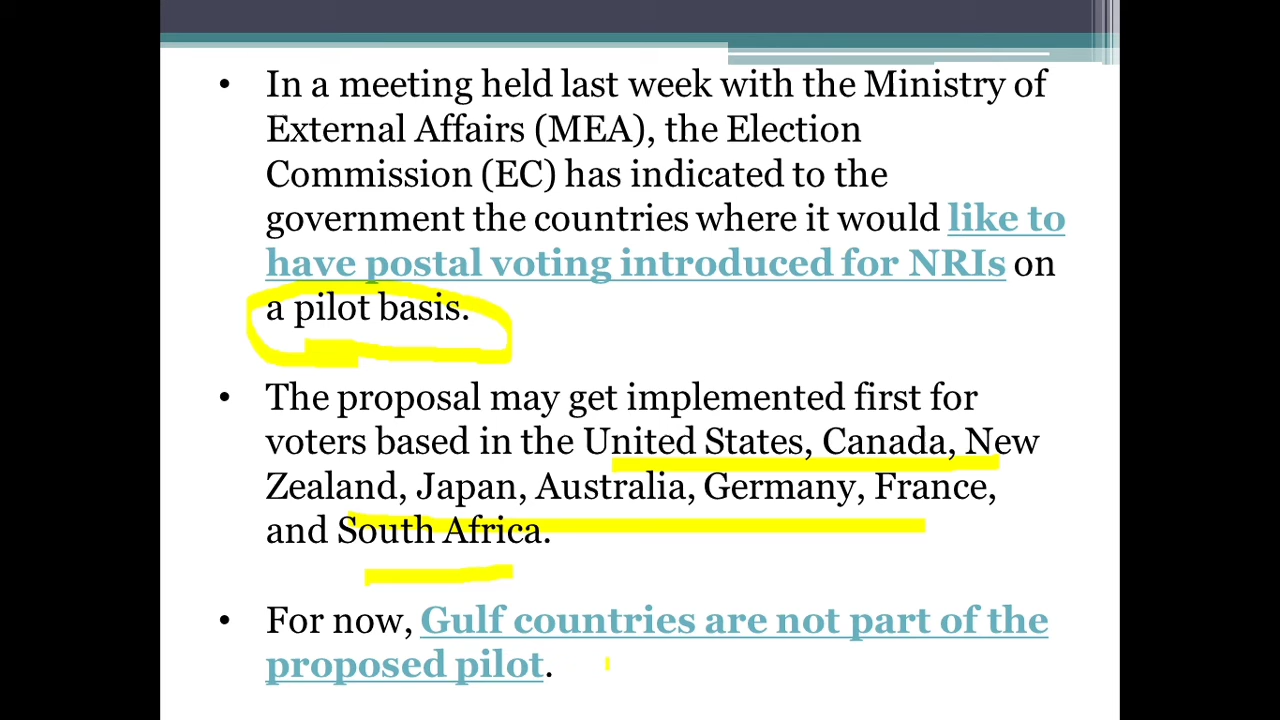 • In a meeting held last week with the Ministry of
External Affairs (MEA), the Election
Commission (EC) has indicated to the
government the countries where it would like to
have postal voting introduced for NRIs on
a pilot basis.
• The proposal may get implemented first for
voters based in the United States, Canada, New
Zealand, Japan, Australia, Germany, France,
and South Africa.
• For now, Gulf countries are not part of the
proposed pilot.